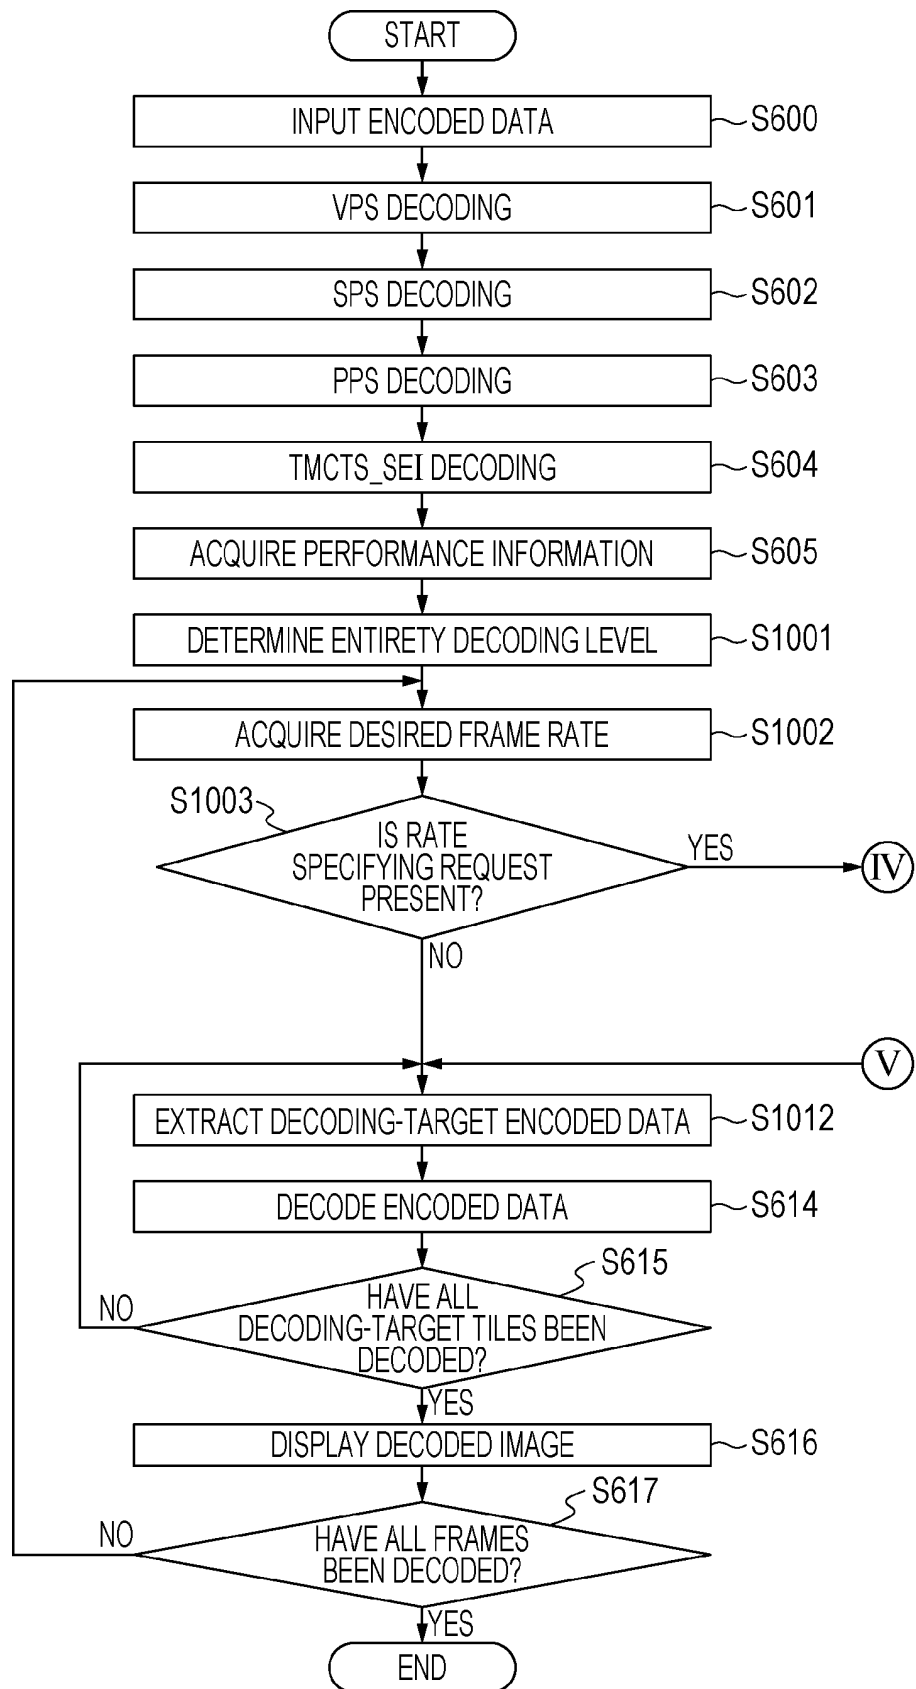 START
INPUT ENCODED DATA
S600
VPS DECODING
S601
SPS DECODING
S602
PPS DECODING
S603
TMCTS_SEI DECODING
S604
ACQUIRE PERFORMANCE INFORMATION
S605
DETERMINE ENTIRETY DECODING LEVEL
S1001
ACQUIRE DESIRED FRAME RATE
S1002
S1003
IS RATE
SPECIFYING REQUEST
PRESENT?
YES
IV
NO
V
EXTRACT DECODING-TARGET ENCODED DATA
S1012
DECODE ENCODED DATA
S614
S615
HAVE ALL
DECODING-TARGET TILES BEEN
DECODED?
NO
YES
DISPLAY DECODED IMAGE
S616
S617
HAVE ALL FRAMES
BEEN DECODED?
NO
YES
END